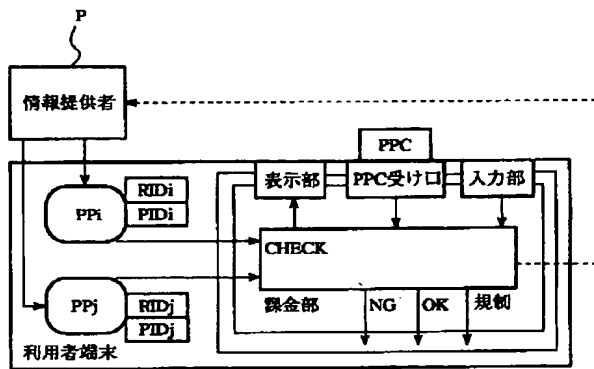 P
情報提供者
PPC
表示部
PPC受け口
入力部
RIDi
PPi
PIDi
CHECK
PPj
RIDj
PIDj
課金部
NG
OK
規制
利用者端末